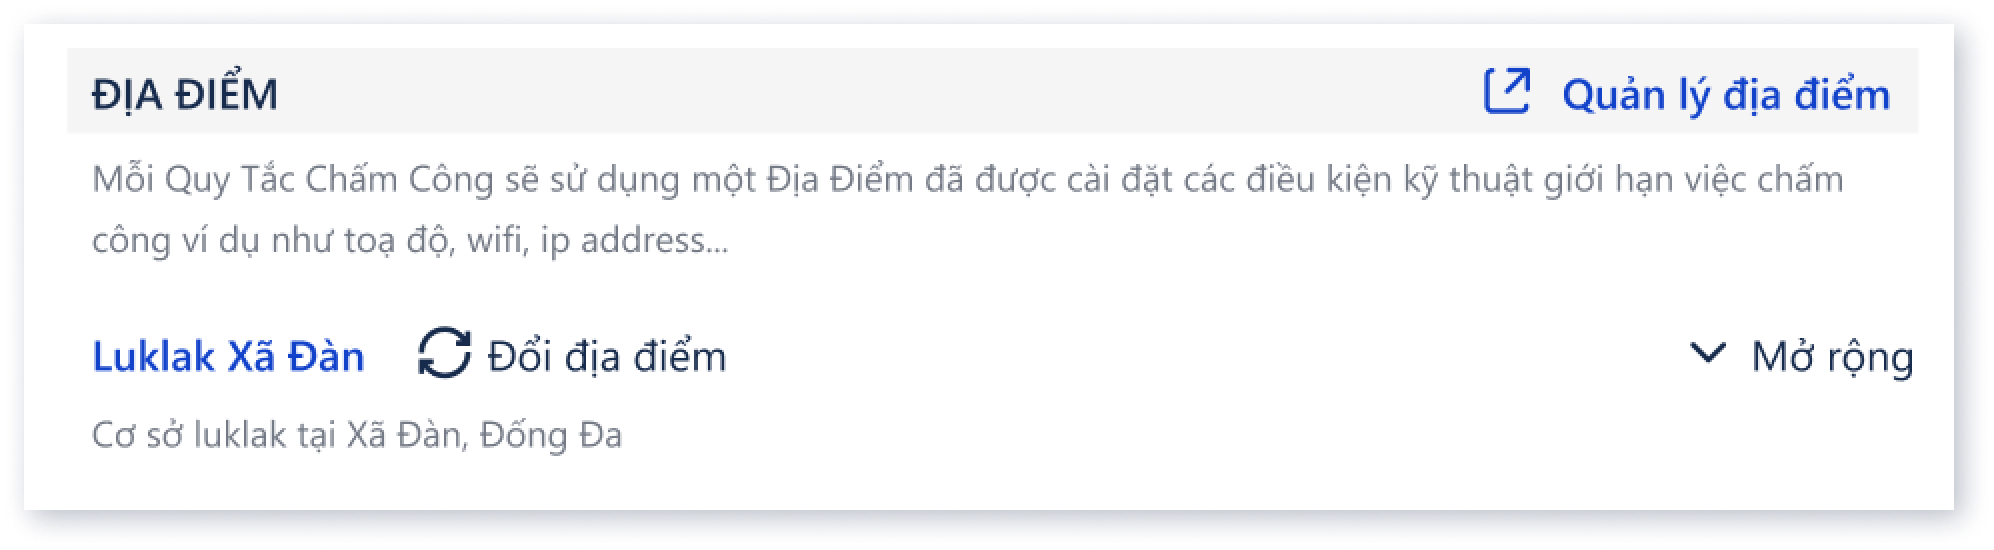 ĐỊA ĐIỂM
Quản lý địa điểm
Mỗi Quy Tắc Chấm Công sẽ sử dụng một Địa Điểm đã được cài đặt các điều kiện kỹ thuật giới hạn việc chấm
công ví dụ như toạ độ, wifi, ip address...
Luklak Xã Đàn
Đổi địa điểm
Mở rộng
Cơ sở luklak tại Xã Đàn, Đống Đa